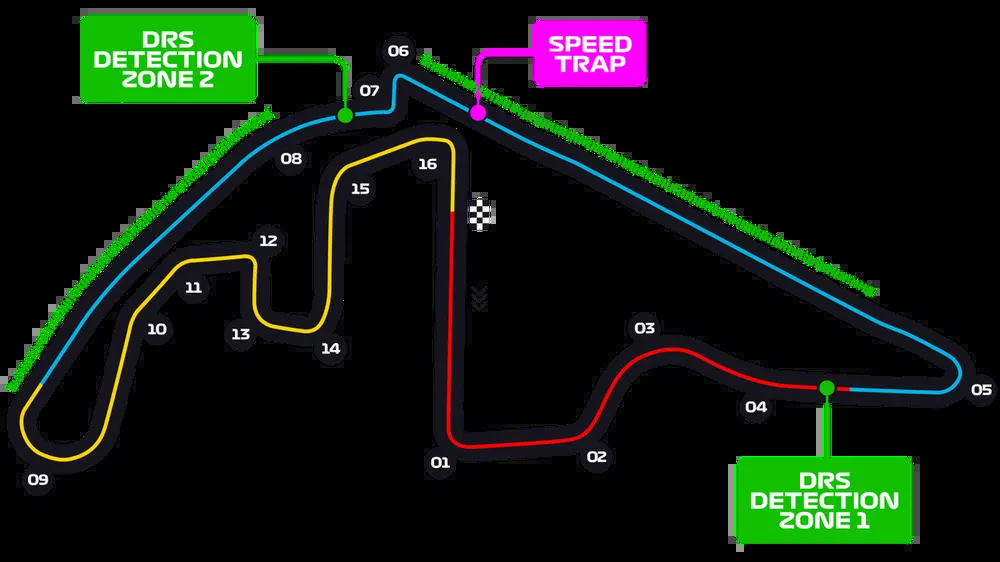 DRS
DETECTION
ZONE 2
06
SPEED
TRAP
07
08
16
15
12
11
10
13
14
03
05
04
01
02
09
DRS
DETECTION
ZONE 1